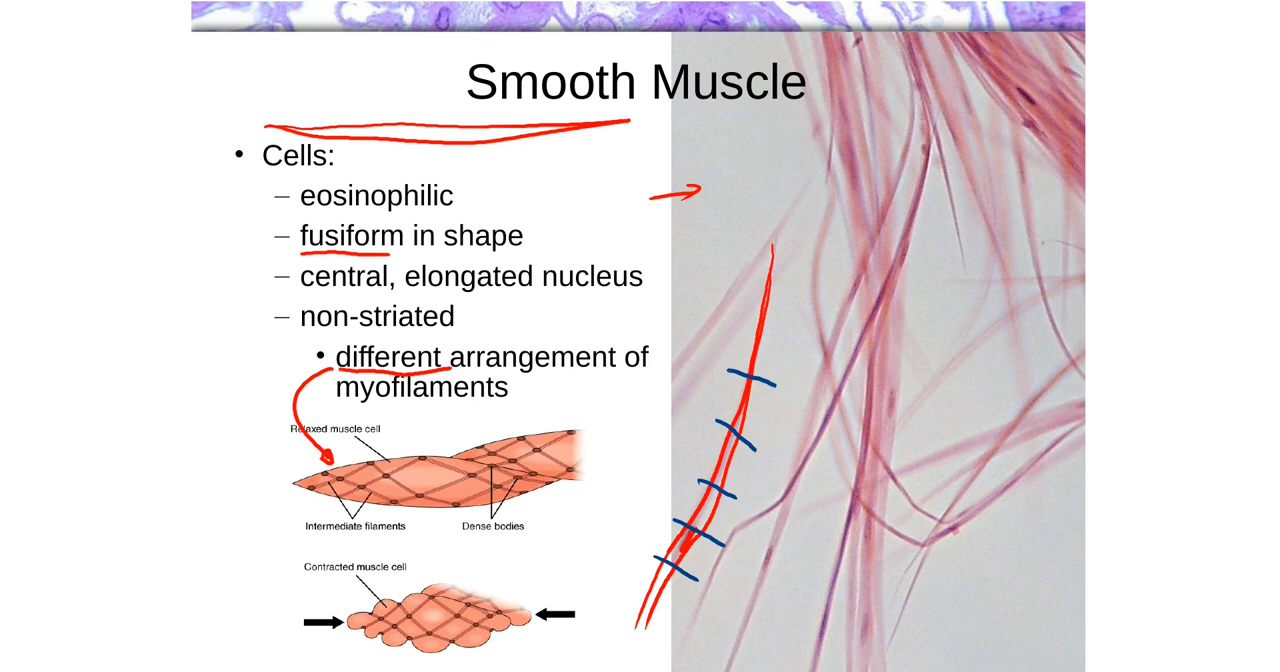 Smooth Muscle
• Cells:
– eosinophilic
– fusiform in shape
– central, elongated nucleus
– non-striated
• different arrangement of
myofilaments
Relaxed muscle cell
Intermediate filaments
Dense bodies
Contracted muscle cell